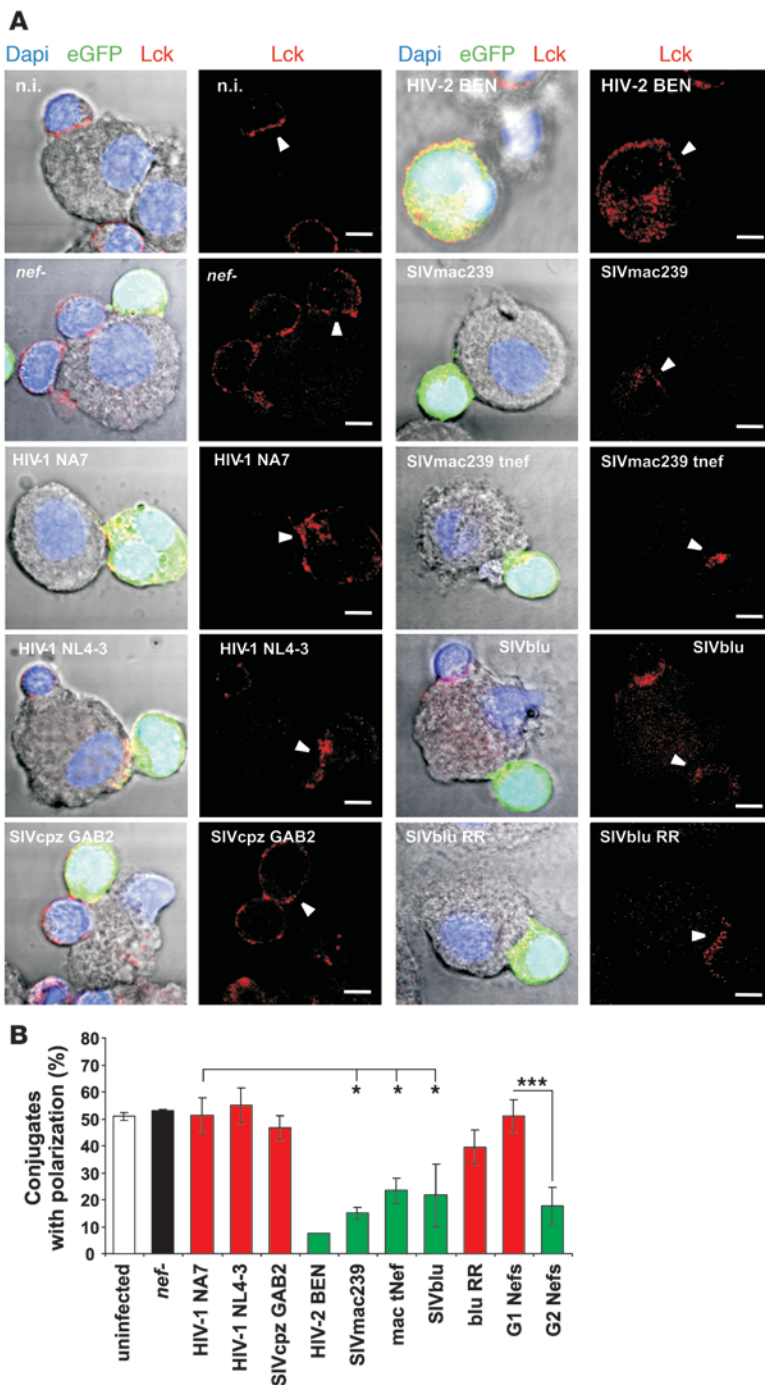 A
Dapi eGFP Lck
Lck
Dapi eGFP Lck
Lck
n.i.
n.i.
HIV-2 BEN
HIV-2 BEN
nef-
nef-
SIVmac239
SIVmac239
HIV-1 NA7
HIV-1 NA7
SIVmac239 tnef
SIVmac239 tnef
HIV-1 NL4-3
HIV-1 NL4-3
SIVblu
SIVblu
SIVcpz GAB2
SIVcpz GAB2
SIVblu RR
SIVblu RR
B
Conjugates
with polarization (%)
80
70
60
50
40
30
20
10
0
*
*
*
***
uninfected
nef-
HIV-1 NA7
HIV-1 NL4-3
SIVcpz GAB2
HIV-2 BEN
SIVmac239
mac tNef
SIVblu
blu RR
G1 Nefs
G2 Nefs